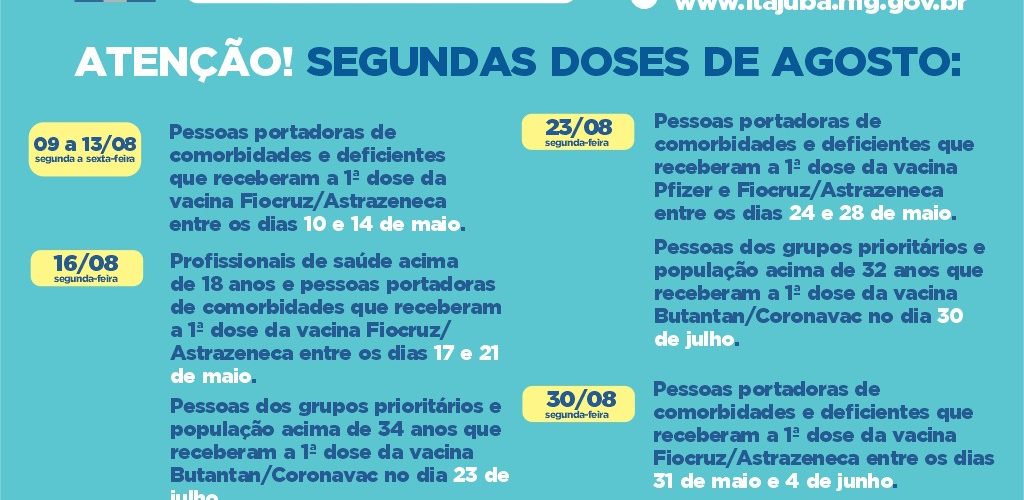 www.itajuba.mg.gov.br
ATENÇÃO! SEGUNDAS DOSES DE AGOSTO:
09 a 13/08
segunda a sexta-feira
Pessoas portadoras de
comorbidades e deficientes
que receberam a 1ª dose da
vacina Fiocruz/Astrazeneca
entre os dias 10 e 14 de maio.
16/08
segunda-feira
Profissionais de saúde acima
de 18 anos e pessoas portadoras
de comorbidades que receberam
a 1ª dose da vacina Fiocruz/
Astrazeneca entre os dias 17 e 21
de maio.
Pessoas dos grupos prioritários e
população acima de 34 anos que
receberam a 1ª dose da vacina
Butantan/Coronavac no dia 23 de
julho.
23/08
segunda-feira
Pessoas portadoras de
comorbidades e deficientes que
receberam a 1ª dose da vacina
Pfizer e Fiocruz/Astrazeneca
entre os dias 24 e 28 de maio.
Pessoas dos grupos prioritários e
população acima de 32 anos que
receberam a 1ª dose da vacina
Butantan/Coronavac no dia 30
de julho.
30/08
segunda-feira
Pessoas portadoras de
comorbidades e deficientes que
receberam a 1ª dose da vacina
Fiocruz/Astrazeneca entre os dias
31 de maio e 4 de junho.